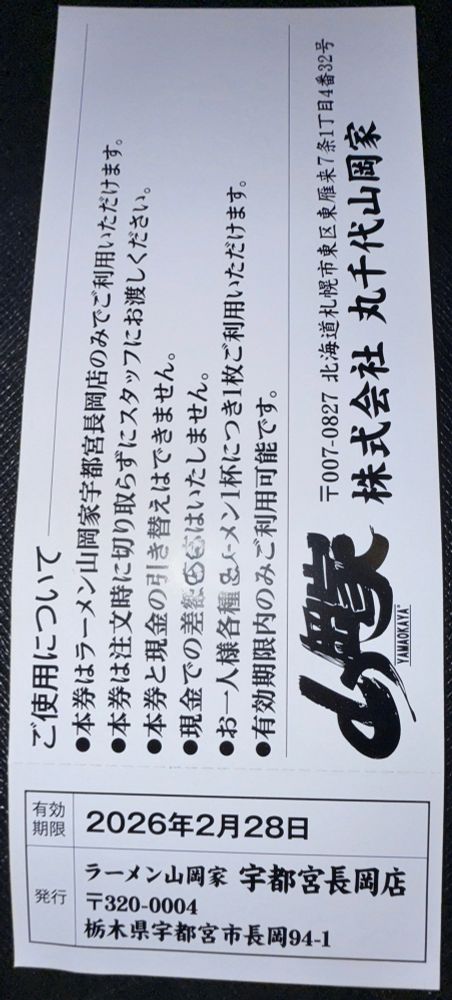 ご使用について
●本券はラーメン山岡家宇都宮長岡店のみでご利用いただけます。
●本券は注文時に切り取らずにスタッフにお渡しください。
●本券と現金の引き替えはできません。
●現金での差額対応はいたしません。
●お一人様各種ラーメン1杯につき1枚ご利用いただけます。
●有効期限内のみご利用可能です。
山岡家
YAMAOKAYA
〒007-0827 北海道札幌市東区東雁来7条1丁目4番32号
株式会社 丸千代山岡家
有効期限
2026年2月28日
発行
ラーメン山岡家 宇都宮長岡店
〒320-0004
栃木県宇都宮市長岡94-1